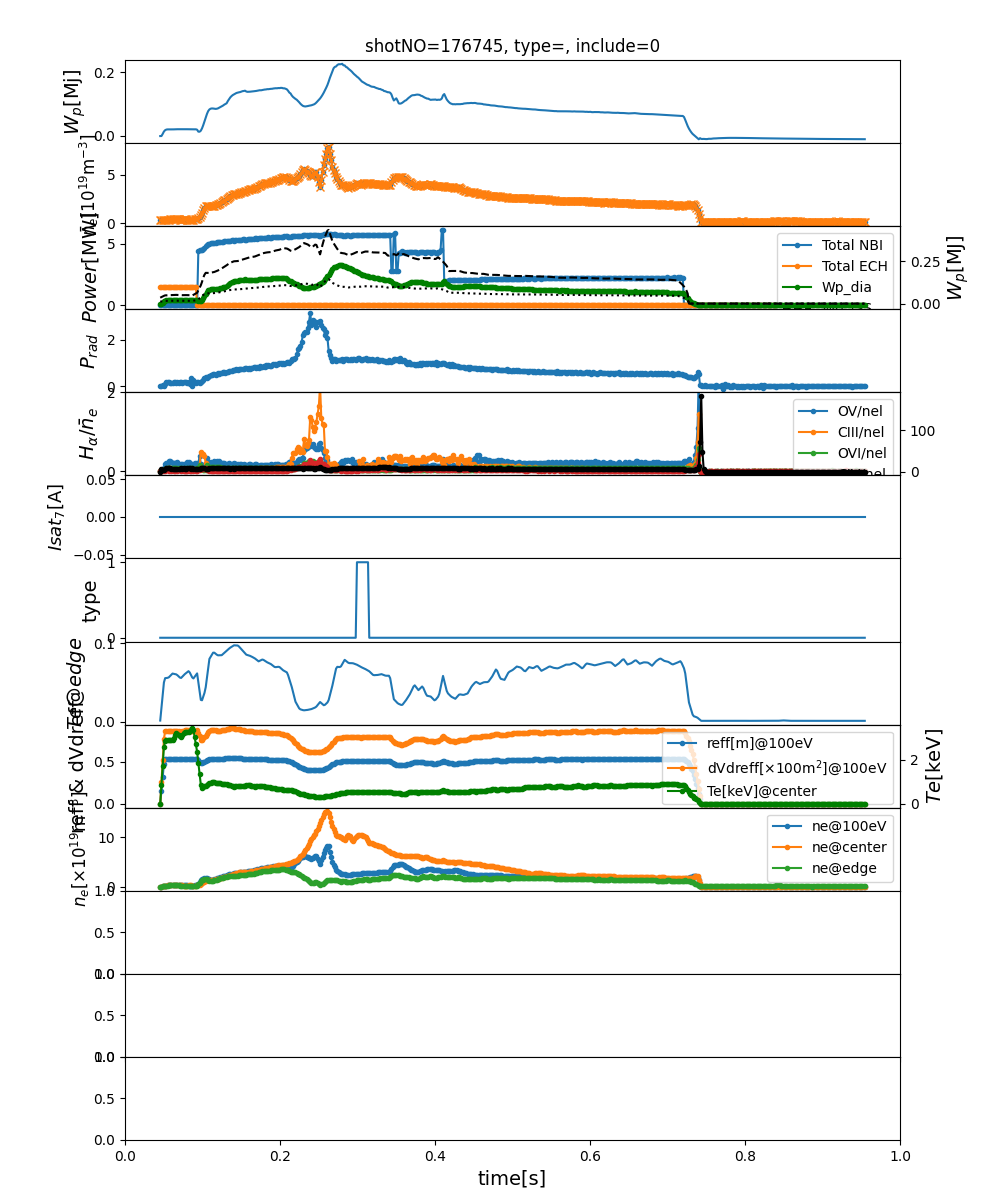 shotNO=176745, type=, include=0
W_p[MJ]
0.2
0.0
n̄_e[10^19 m^-3]
5
0
Power[MW]
5
0
Total NBI
Total ECH
Wp_dia
0.25
0.00
W_p[MJ]
P_rad
2
0
H_α/n̄_e
2
0
OV/nel
CIII/nel
OVI/nel
nel
100
0
Isat_7[A]
0.05
0.00
−0.05
type
1
0
Te@edge
0.1
0.0
reff & dVdreff
0.5
0.0
reff[m]@100eV
dVdreff[×100m^2]@100eV
Te[keV]@center
2
0
Te[keV]
n_e[×10^19 m^-3]
10
0
ne@100eV
ne@center
ne@edge
1.0
0.5
0.0
1.0
0.5
0.0
1.0
0.5
0.0
0.0
0.2
0.4
0.6
0.8
1.0
time[s]